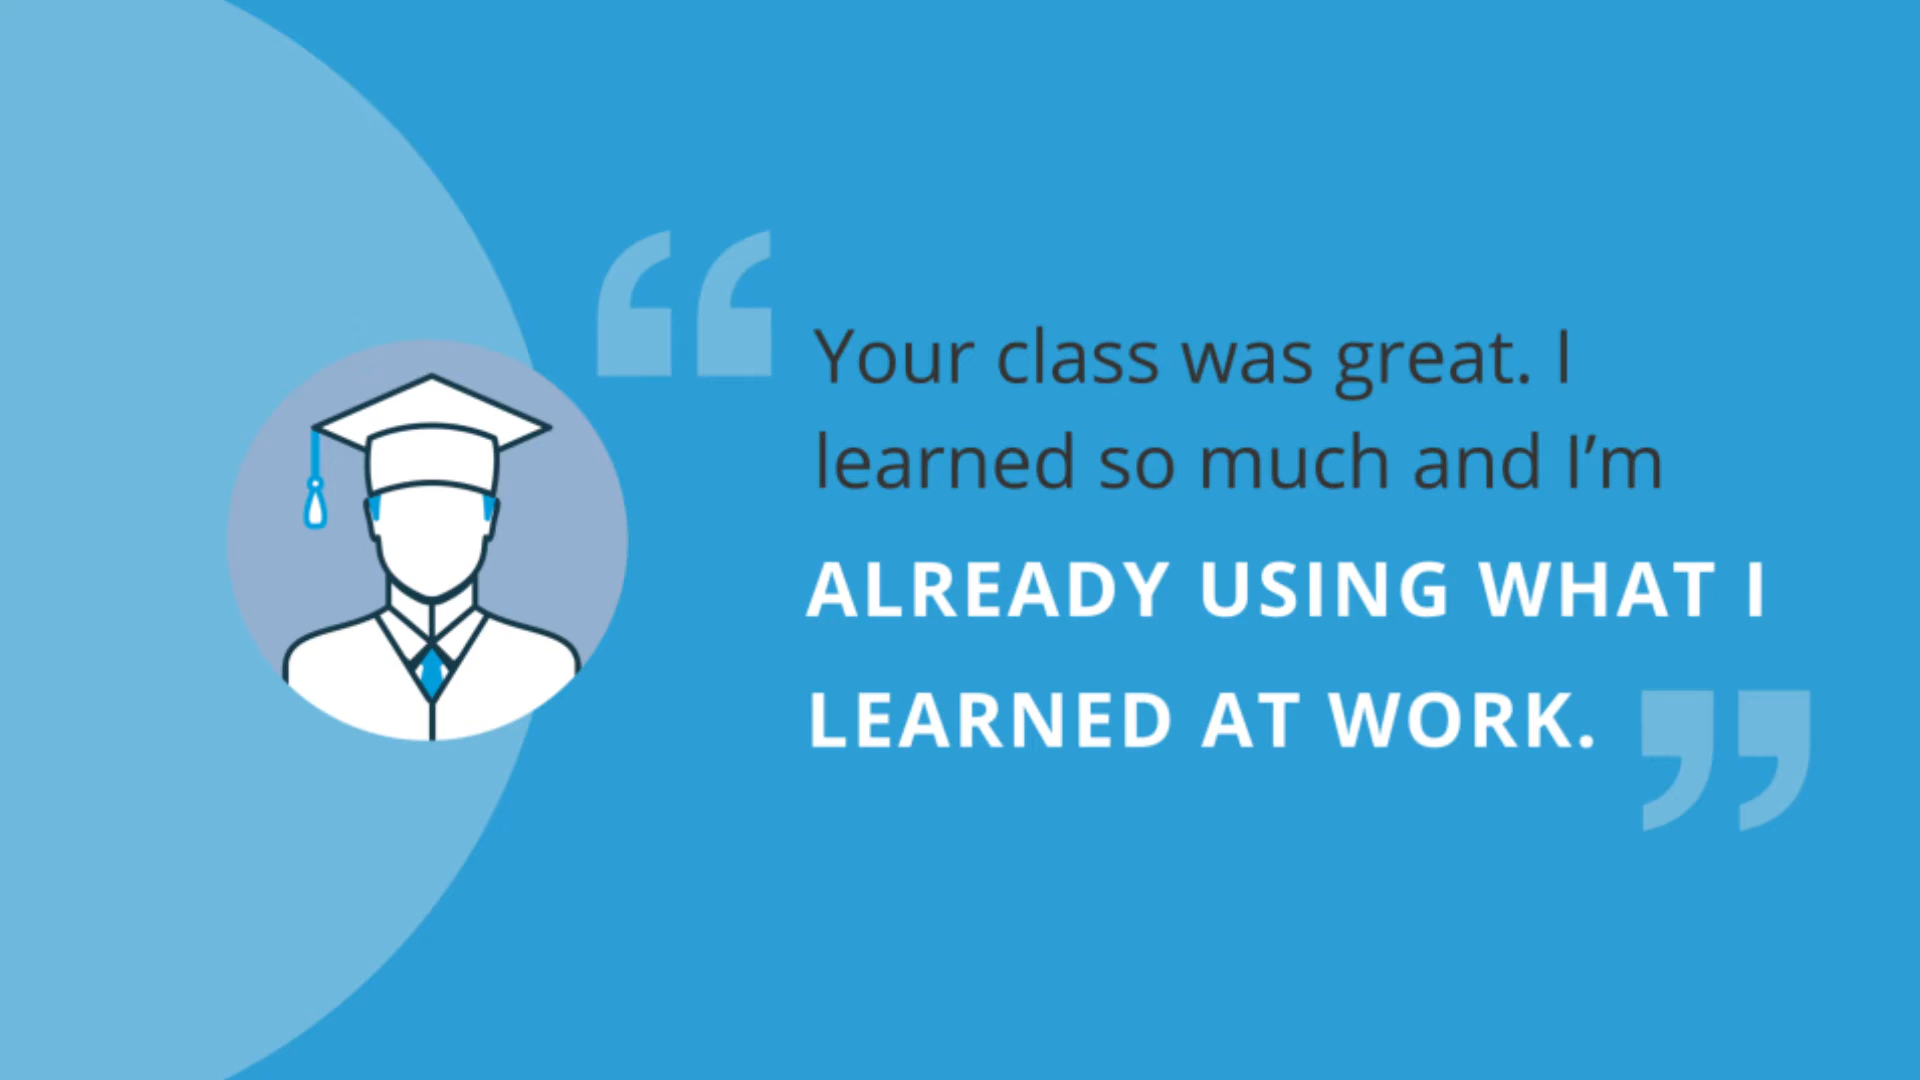 “Your class was great. I
learned so much and I’m
ALREADY USING WHAT I
LEARNED AT WORK.”